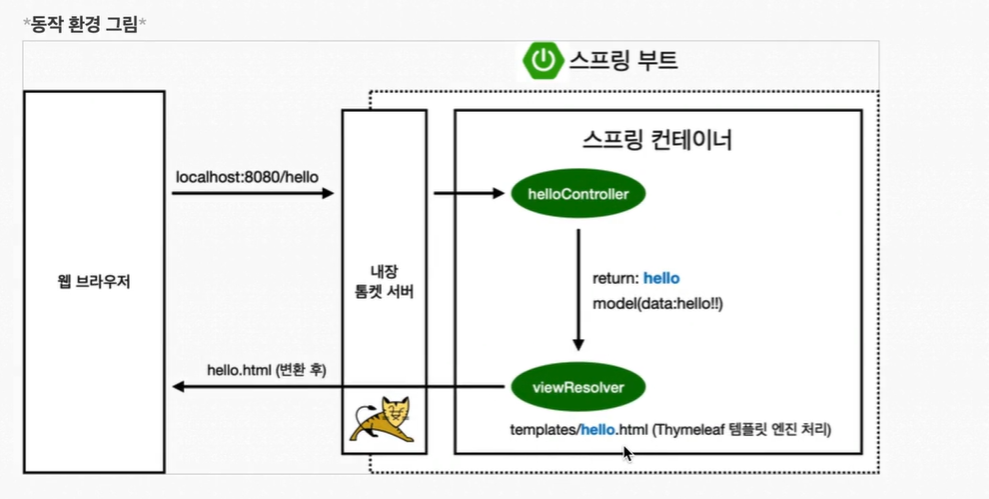 *동작 환경 그림*
스프링 부트
스프링 컨테이너
localhost:8080/hello
helloController
웹 브라우저
내장
톰켓 서버
return: hello
model(data:hello!!)
hello.html (변환 후)
viewResolver
templates/hello.html (Thymeleaf 템플릿 엔진 처리)